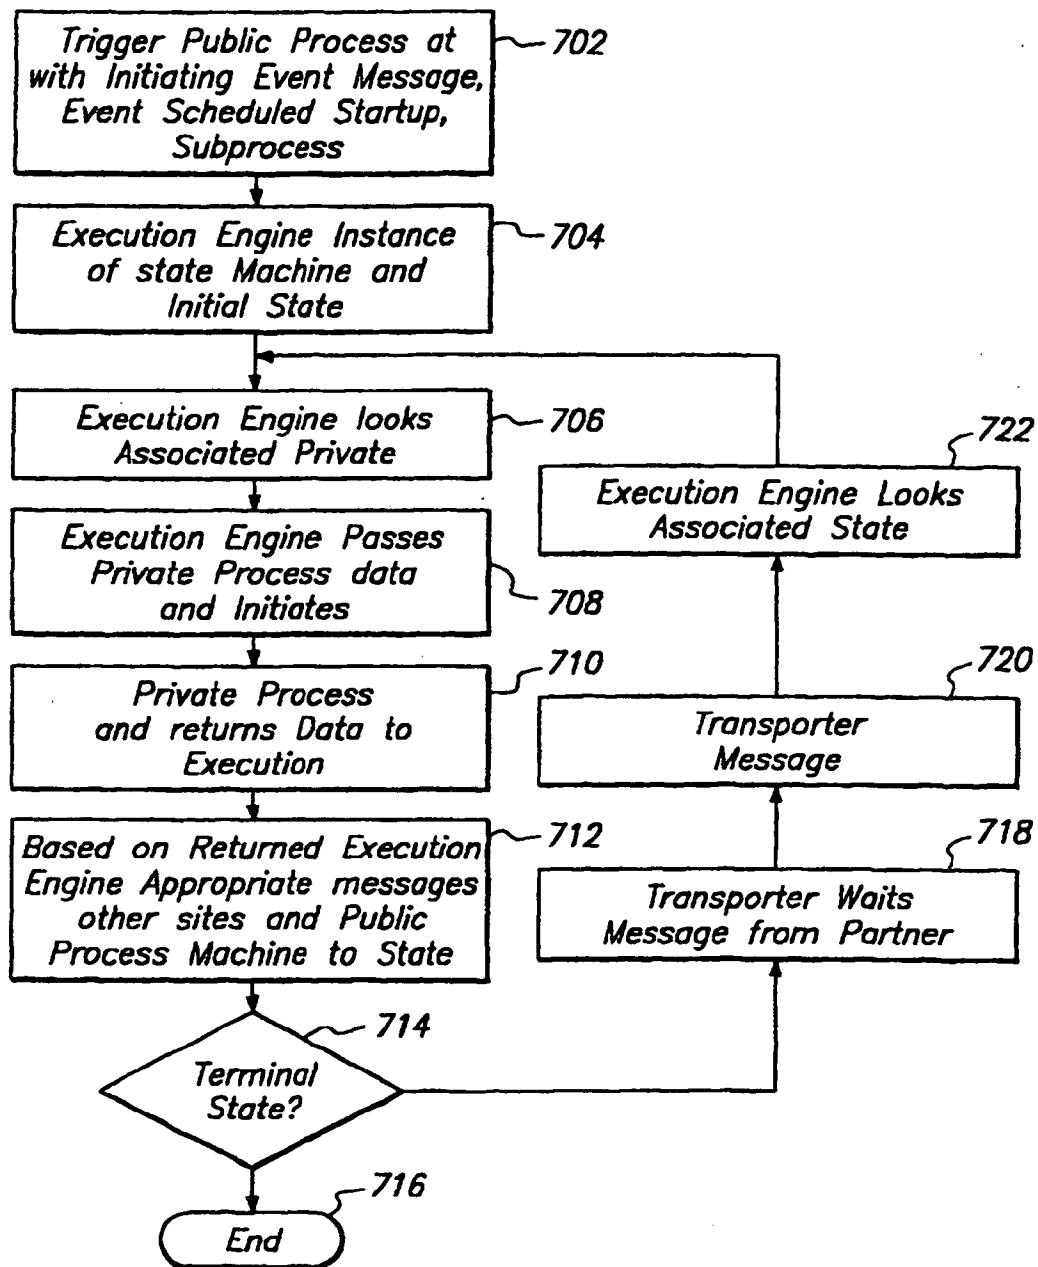 Trigger Public Process at
with Initiating Event Message,
Event Scheduled Startup,
Subprocess
702
Execution Engine Instance
of state Machine and
Initial State
704
Execution Engine looks
Associated Private
706
Execution Engine Passes
Private Process data
and Initiates
708
Private Process
and returns Data to
Execution
710
Based on Returned Execution
Engine Appropriate messages
other sites and Public
Process Machine to State
712
Terminal
State?
714
End
716
Transporter Waits
Message from Partner
718
Transporter
Message
720
Execution Engine Looks
Associated State
722